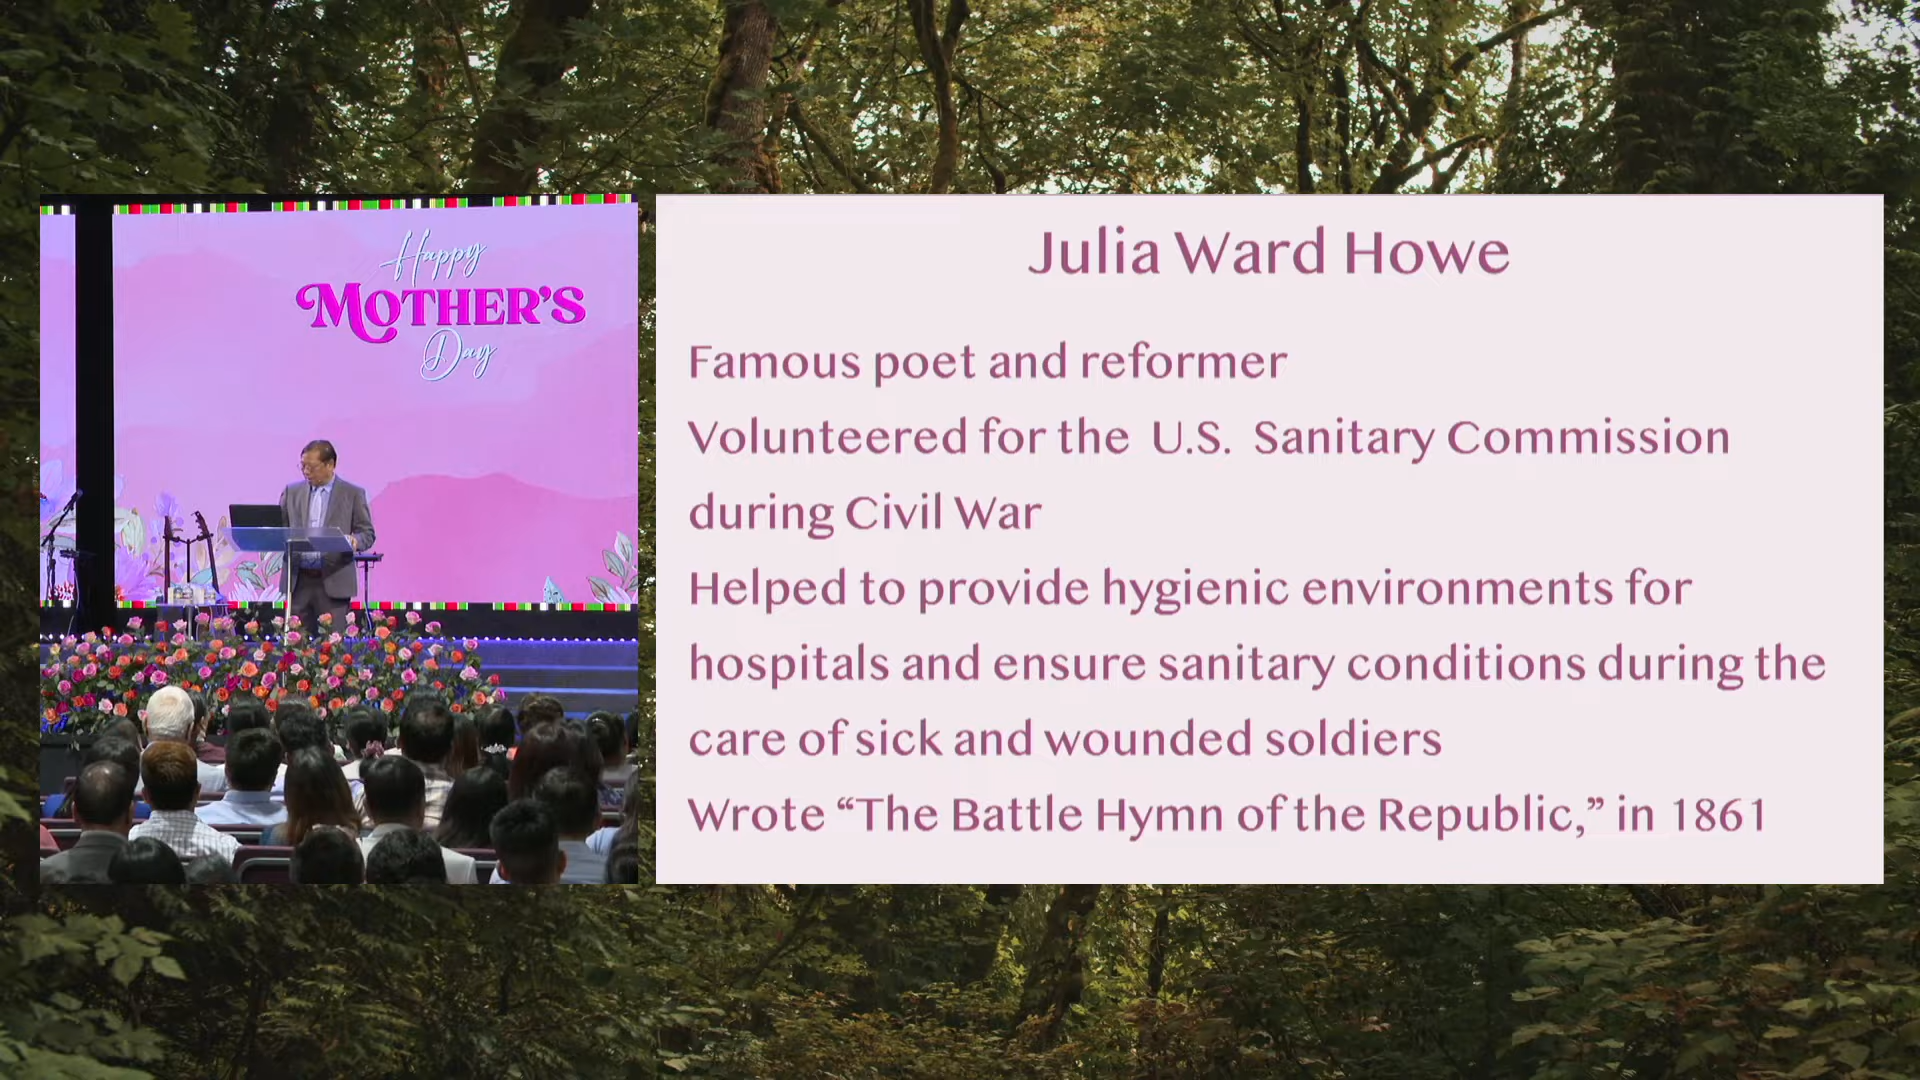 Happy
MOTHER'S
Day
Julia Ward Howe
Famous poet and reformer
Volunteered for the U.S. Sanitary Commission
during Civil War
Helped to provide hygienic environments for
hospitals and ensure sanitary conditions during the
care of sick and wounded soldiers
Wrote “The Battle Hymn of the Republic,” in 1861